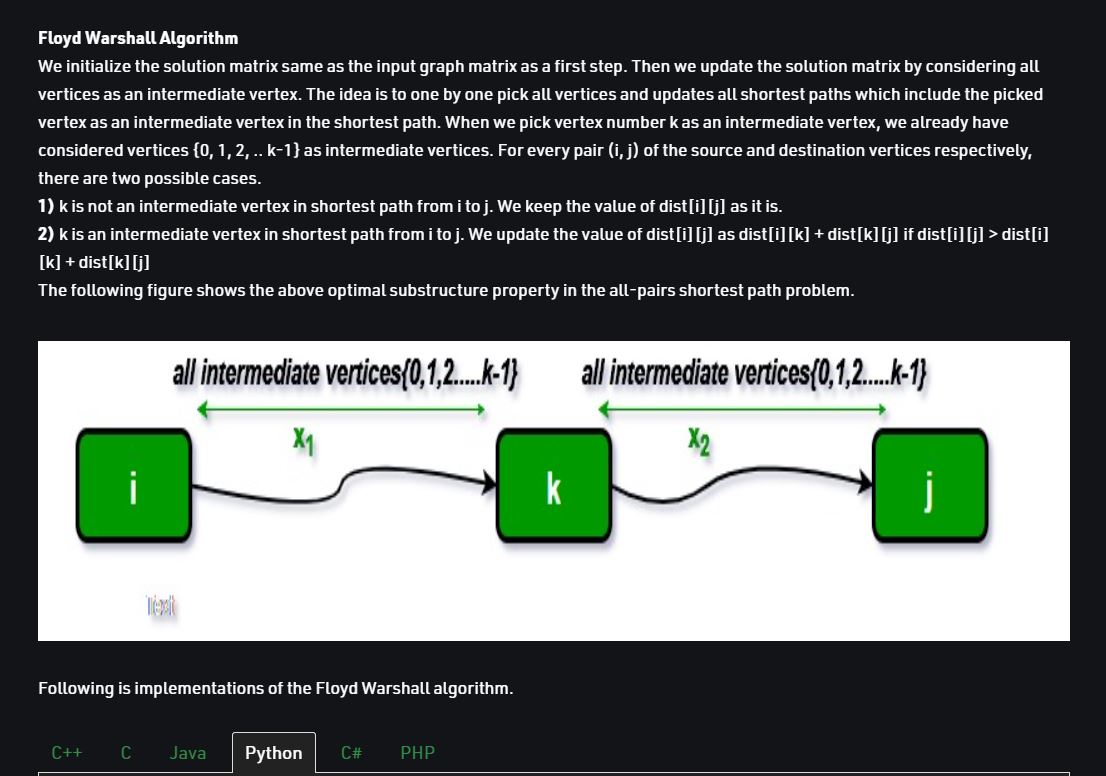 Floyd Warshall Algorithm
We initialize the solution matrix same as the input graph matrix as a first step. Then we update the solution matrix by considering all
vertices as an intermediate vertex. The idea is to one by one pick all vertices and updates all shortest paths which include the picked
vertex as an intermediate vertex in the shortest path. When we pick vertex number k as an intermediate vertex, we already have
considered vertices {0, 1, 2, .. k-1} as intermediate vertices. For every pair (i, j) of the source and destination vertices respectively,
there are two possible cases.
1) k is not an intermediate vertex in shortest path from i to j. We keep the value of dist[i][j] as it is.
2) k is an intermediate vertex in shortest path from i to j. We update the value of dist[i][j] as dist[i][k] + dist[k][j] if dist[i][j] > dist[i]
[k] + dist[k][j]
The following figure shows the above optimal substructure property in the all-pairs shortest path problem.
all intermediate vertices{0,1,2.....k-1} all intermediate vertices{0,1,2.....k-1}
X1 X2
i k j
Text
Following is implementations of the Floyd Warshall algorithm.
C++ C Java Python C# PHP